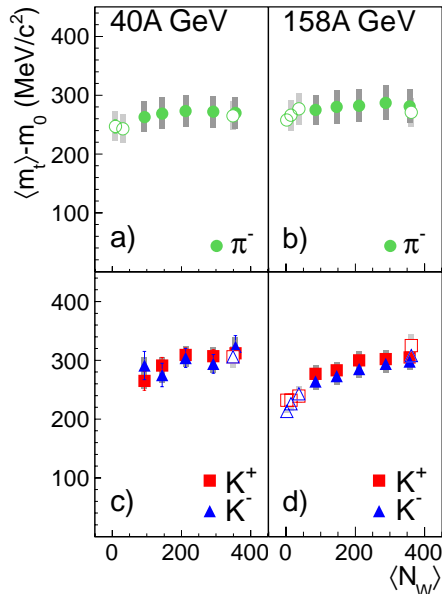 40A GeV 158A GeV
⟨m_t⟩-m_0 (MeV/c²)
400
300
200
100
a) π⁻ b) π⁻
400
300
200
100
K⁺ K⁺
c) K⁻ d) K⁻
0 200 400 0 200 400
⟨N_W⟩